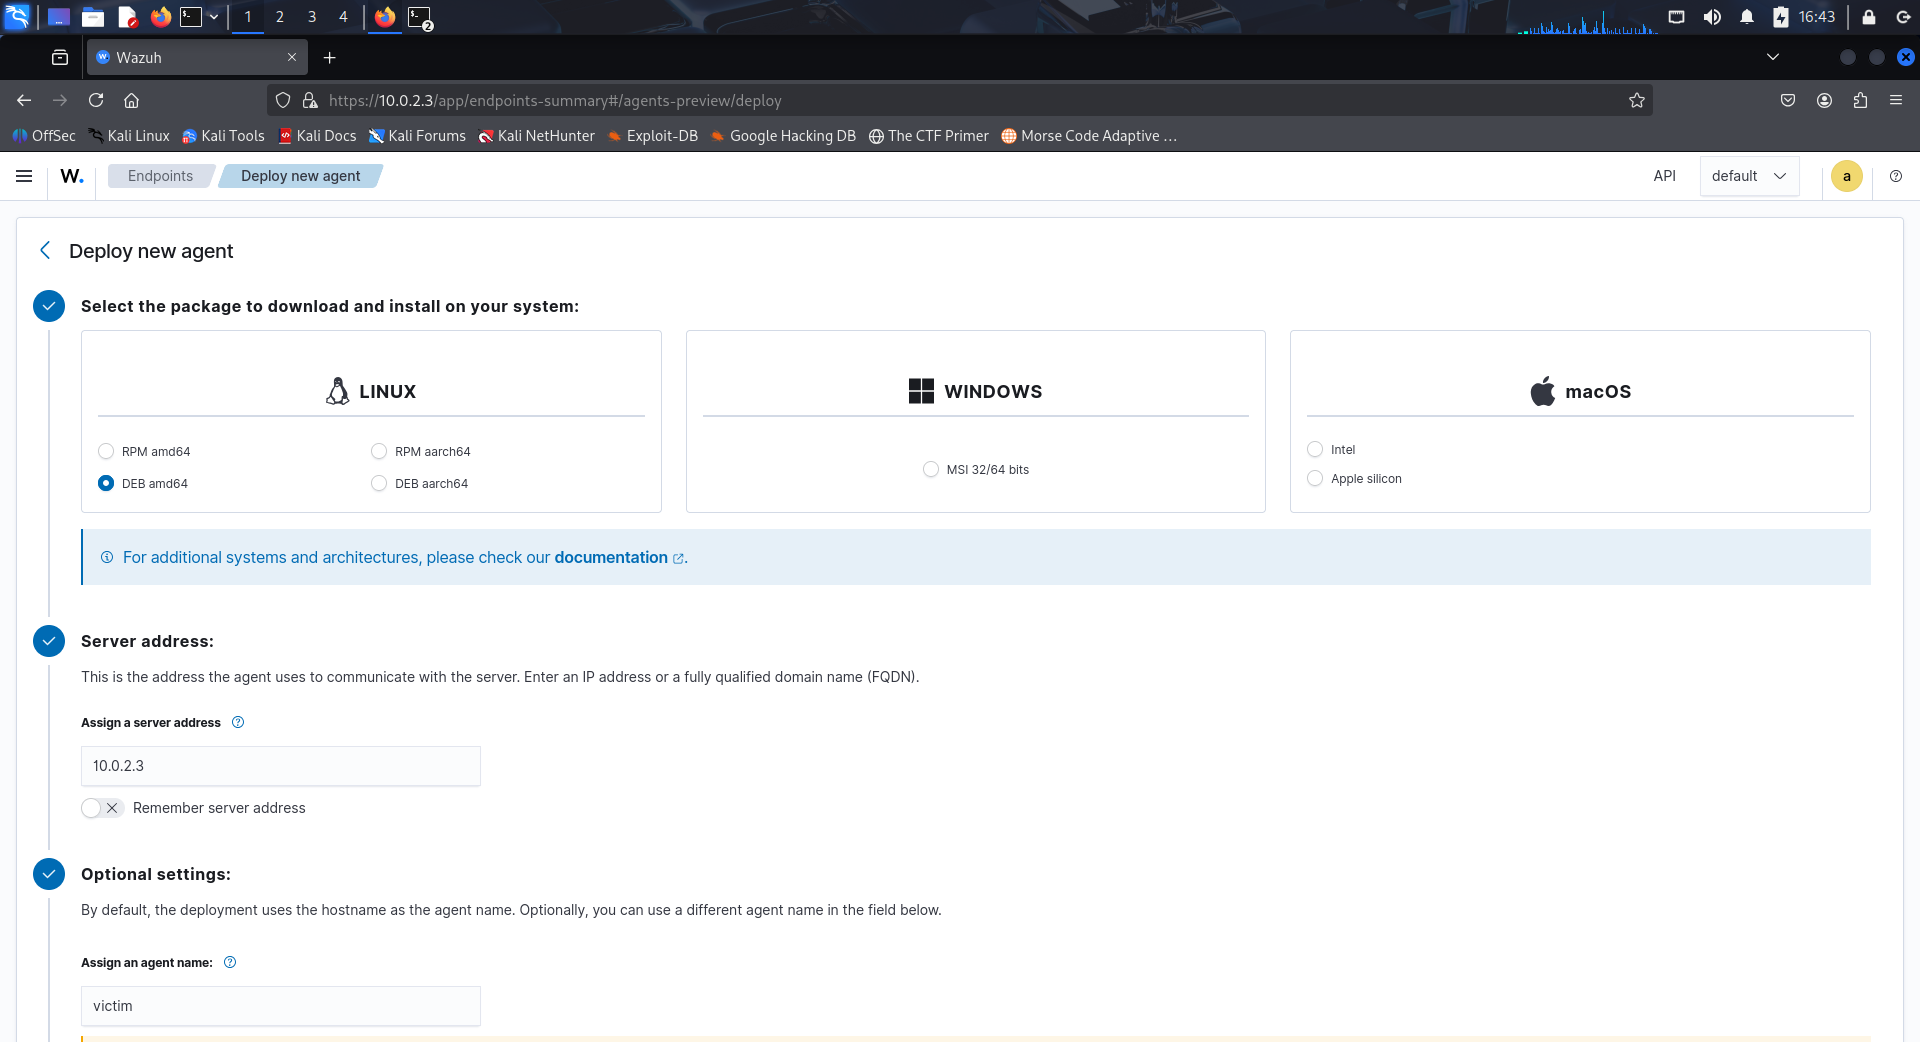 1 2 3 4 2 16:43
Wazuh
https://10.0.2.3/app/endpoints-summary#/agents-preview/deploy
OffSec Kali Linux Kali Tools Kali Docs Kali Forums Kali NetHunter Exploit-DB Google Hacking DB The CTF Primer Morse Code Adaptive …
W. Endpoints Deploy new agent API default a
Deploy new agent
Select the package to download and install on your system:
LINUX WINDOWS macOS
RPM amd64 RPM aarch64 MSI 32/64 bits Intel
DEB amd64 DEB aarch64 Apple silicon
For additional systems and architectures, please check our documentation.
Server address:
This is the address the agent uses to communicate with the server. Enter an IP address or a fully qualified domain name (FQDN).
Assign a server address
10.0.2.3
Remember server address
Optional settings:
By default, the deployment uses the hostname as the agent name. Optionally, you can use a different agent name in the field below.
Assign an agent name:
victim